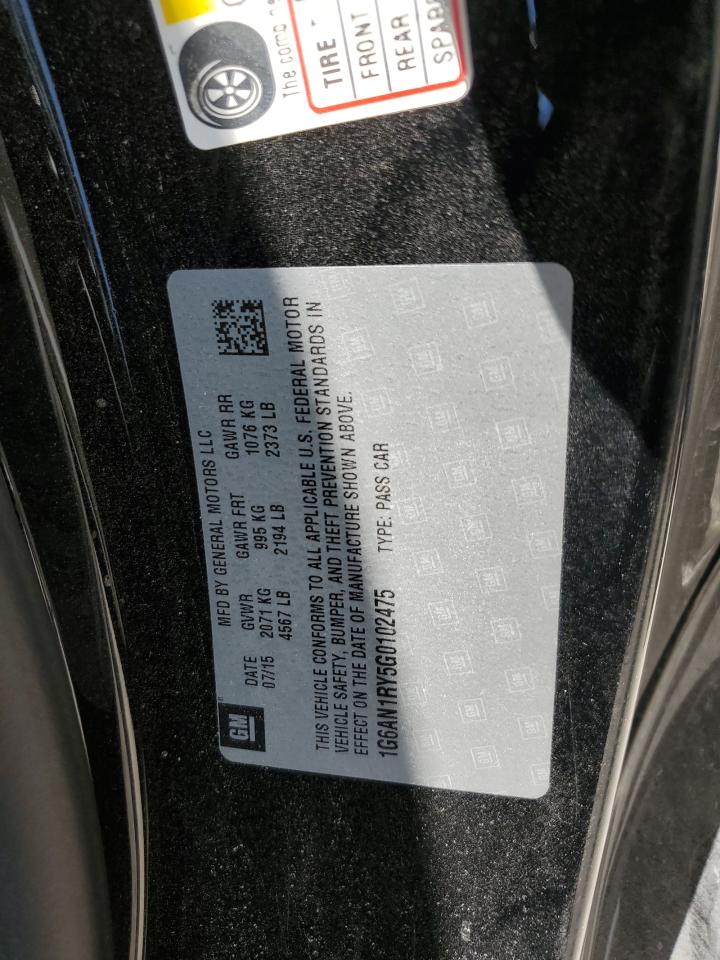 The comp
TIRE
FRONT
REAR
SPAR
GM
MFD BY GENERAL MOTORS LLC
DATE GVWR GAWR FRT GAWR RR
07/15 2071 KG 995 KG 1076 KG
4567 LB 2194 LB 2373 LB
THIS VEHICLE CONFORMS TO ALL APPLICABLE U.S. FEDERAL MOTOR
VEHICLE SAFETY, BUMPER, AND THEFT PREVENTION STANDARDS IN
EFFECT ON THE DATE OF MANUFACTURE SHOWN ABOVE.
1G6AN1RY5G0102475 TYPE: PASS CAR